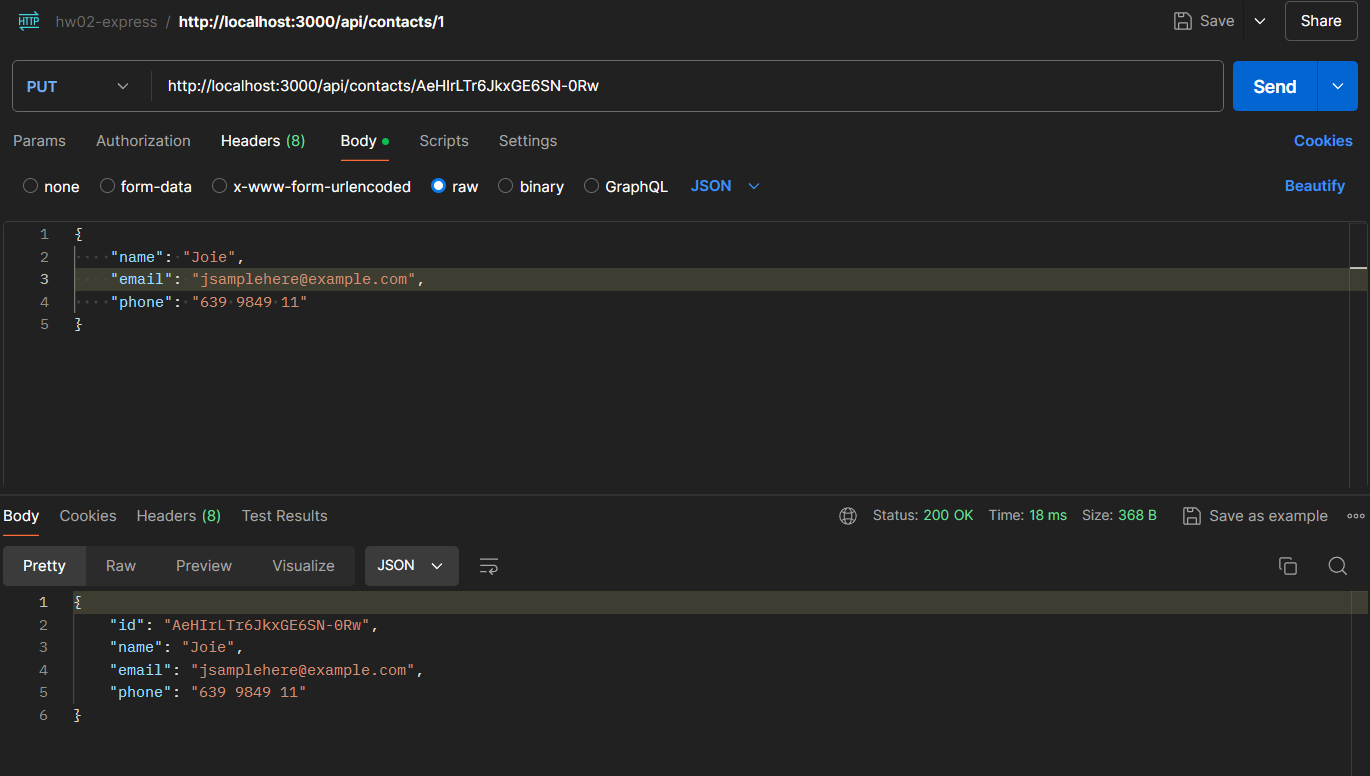 HTTP hw02-express / http://localhost:3000/api/contacts/1 Save Share
PUT http://localhost:3000/api/contacts/AeHIrLTr6JkxGE6SN-0Rw Send
Params Authorization Headers (8) Body Scripts Settings Cookies
none form-data x-www-form-urlencoded raw binary GraphQL JSON Beautify
1 {
2 "name": "Joie",
3 "email": "jsamplehere@example.com",
4 "phone": "639 9849 11"
5 }
Body Cookies Headers (8) Test Results Status: 200 OK Time: 18 ms Size: 368 B Save as example
Pretty Raw Preview Visualize JSON
1 {
2 "id": "AeHIrLTr6JkxGE6SN-0Rw",
3 "name": "Joie",
4 "email": "jsamplehere@example.com",
5 "phone": "639 9849 11"
6 }